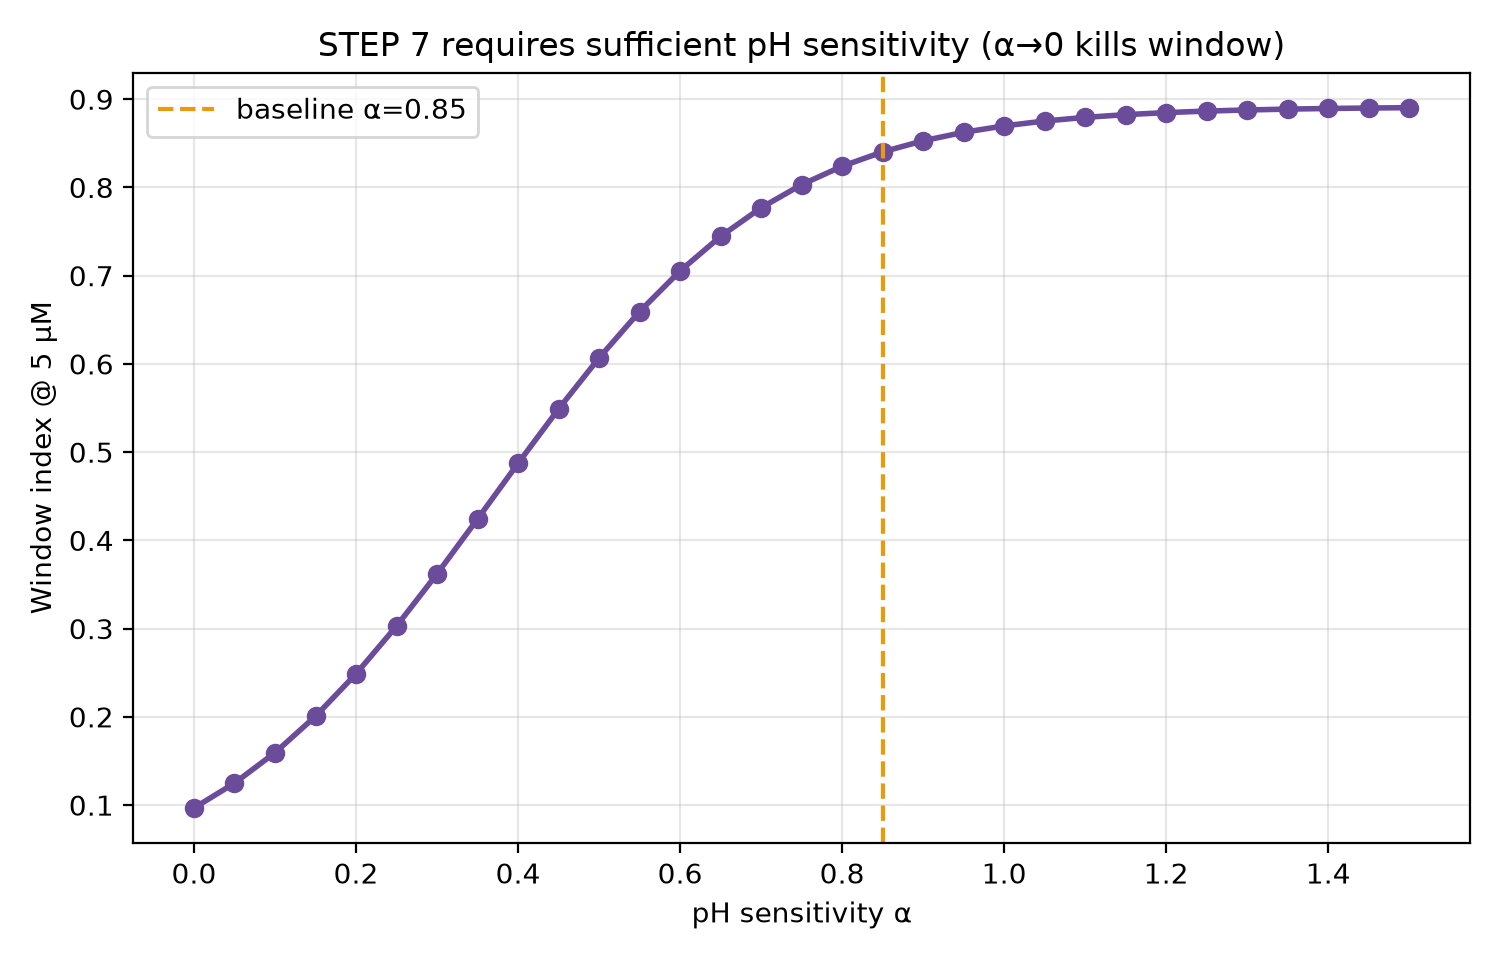 STEP 7 requires sufficient pH sensitivity (α→0 kills window)
baseline α=0.85
Window index @ 5 µM
0.9
0.8
0.7
0.6
0.5
0.4
0.3
0.2
0.1
0.0 0.2 0.4 0.6 0.8 1.0 1.2 1.4
pH sensitivity α